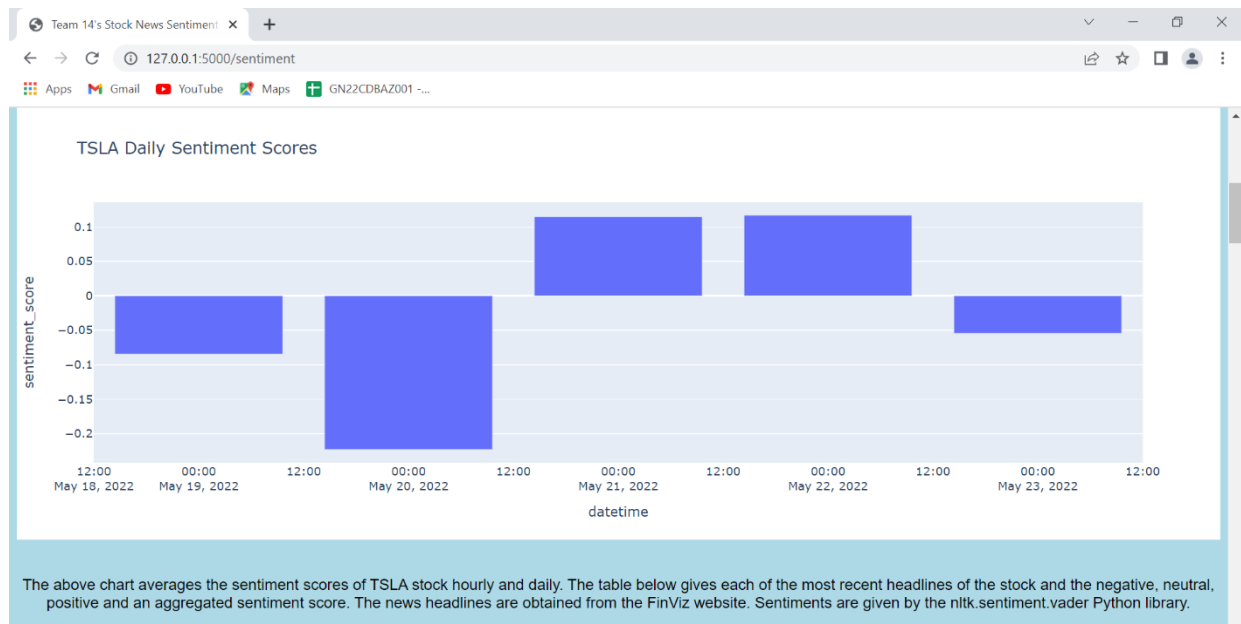 Team 14's Stock News Sentiment
127.0.0.1:5000/sentiment
Apps Gmail YouTube Maps GN22CDBAZ001 -...
TSLA Daily Sentiment Scores
0.1
0.05
0
−0.05
−0.1
−0.15
−0.2
sentiment_score
12:00 00:00 12:00 00:00 12:00 00:00 12:00 00:00 12:00 00:00 12:00
May 18, 2022 May 19, 2022 May 20, 2022 May 21, 2022 May 22, 2022 May 23, 2022
datetime
The above chart averages the sentiment scores of TSLA stock hourly and daily. The table below gives each of the most recent headlines of the stock and the negative, neutral,
positive and an aggregated sentiment score. The news headlines are obtained from the FinViz website. Sentiments are given by the nltk.sentiment.vader Python library.